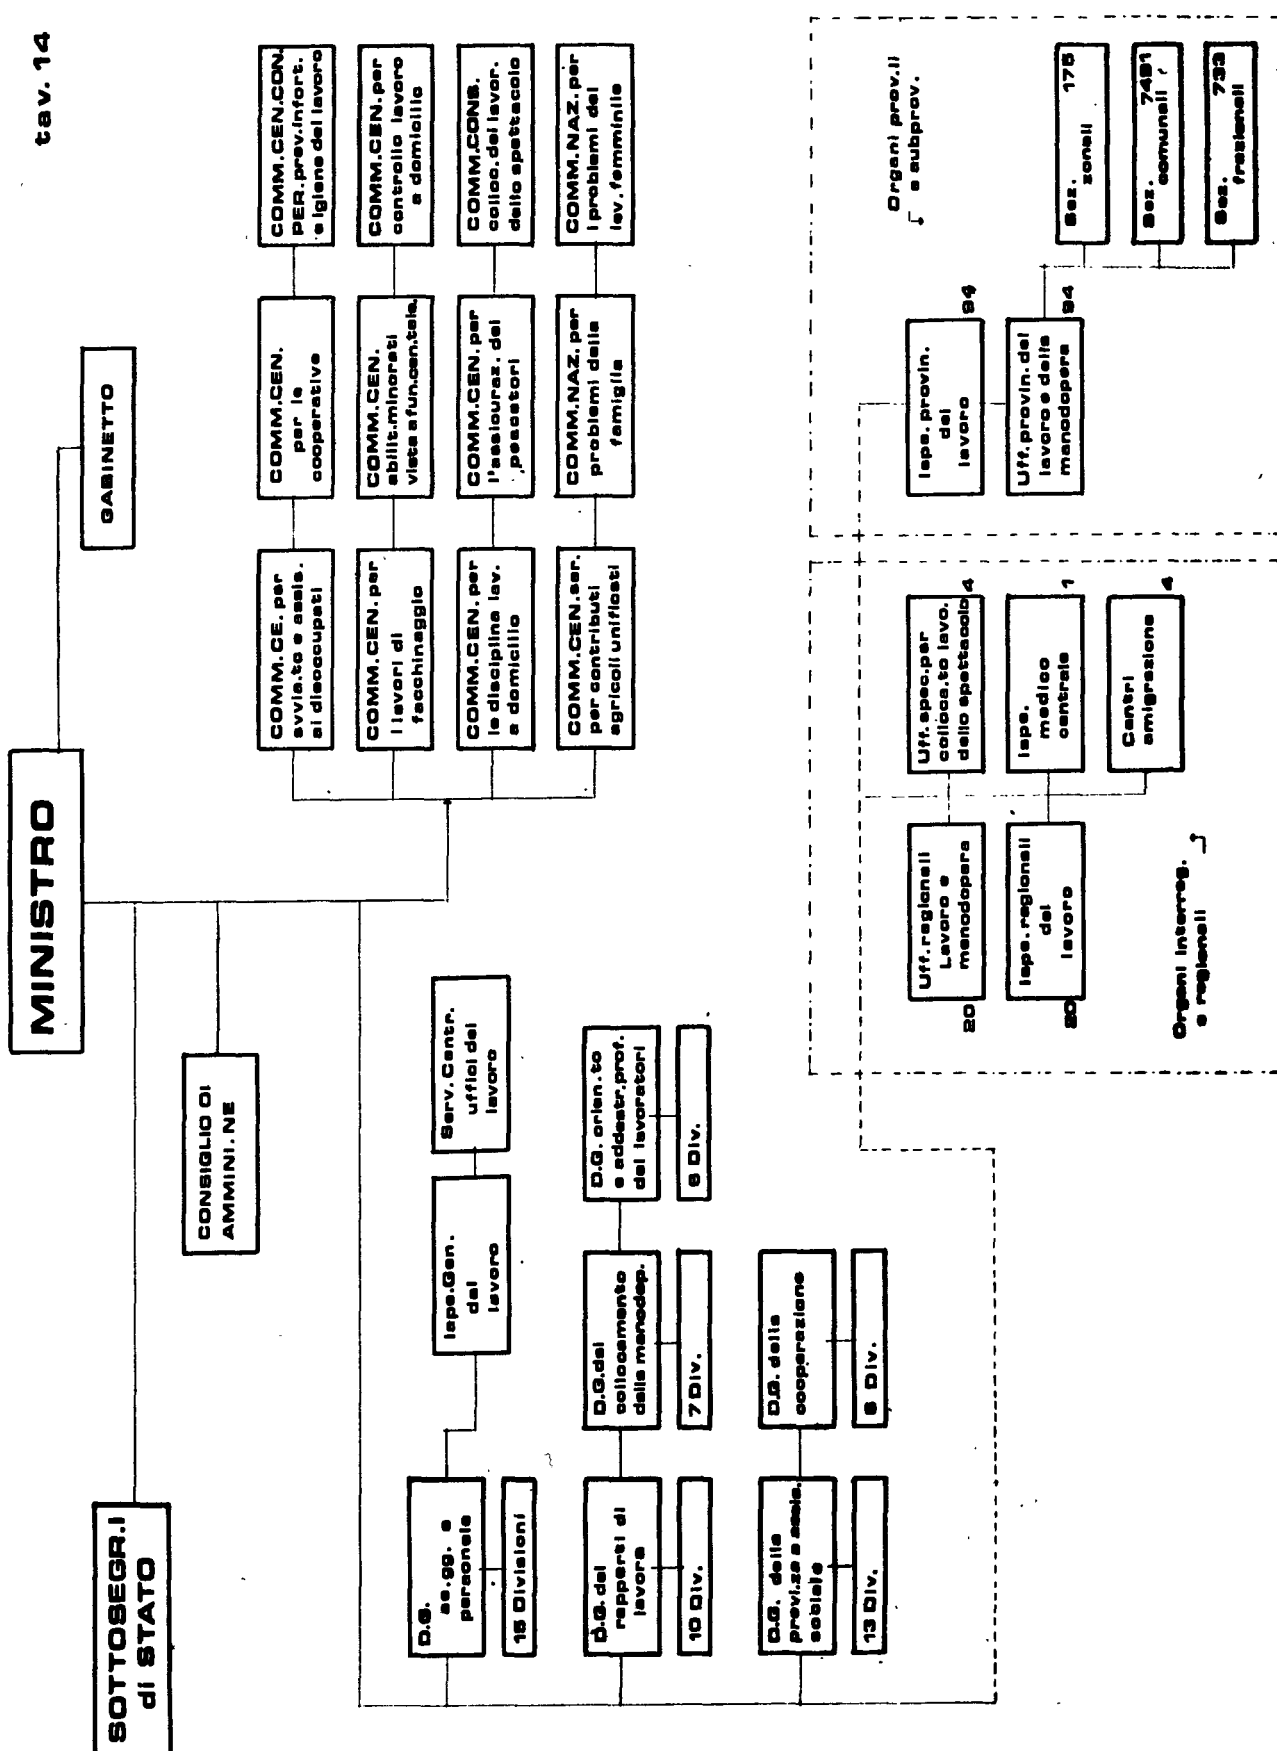 tav. 14
MINISTRO
SOTTOSEGR.I
di STATO
GABINETTO
CONSIGLIO DI
AMMINI.NE
COMM.CE.per
avvia.to e assis.
ai disoccupati
COMM.CEN.
per le
cooperative
COMM.CEN.CON.
PER.prev.infort.
e igiene del lavoro
COMM.CEN.per
i lavori di
facchinaggio
COMM.CEN.
abilit.minorati
vista a fun.cen.tele.
COMM.CEN.per
controllo lavoro
a domicilio
COMM.CEN.per
la disciplina lav.
a domicilio
COMM.CEN.per
l'assicuraz. dei
pescatori
COMM.CONS.
colloc.dei lavor.
dello spettacolo
COMM.CEN.ser.
per contributi
agricoli unificati
COMM.NAZ.per
problemi della
famiglia
COMM.NAZ.per
i problemi del
lav.femminile
D.G.
aa.gg. e
personale
15 Divisioni
Ispe.Gen.
del
lavoro
Serv.Centr.
uffici del
lavoro
D.G.dei
rapporti di
lavoro
10 Div.
D.G.del
collocamento
della manodop.
7 Div.
D.G. orien.to
e addestr.prof.
dei lavoratori
6 Div.
D.G. della
previ.za e assis.
sociale
13 Div.
D.G. della
cooperazione
6 Div.
Uff.regionali
Lavoro e
manodopera
20
Uff.spec.per
colloca.to lavo.
dello spettacolo
4
Ispe.regionali
del
lavoro
20
Ispe.
medico
centrale
1
Centri
emigrazione
4
Organi interreg.
e regionali
Ispe.provin.
del
lavoro
94
Uff.provin.del
lavoro e della
manodopera
94
Organi prov.li
e subprov.
Sez. 175
zonali
Sez. 7491
comunali
Sez. 733
frazionali